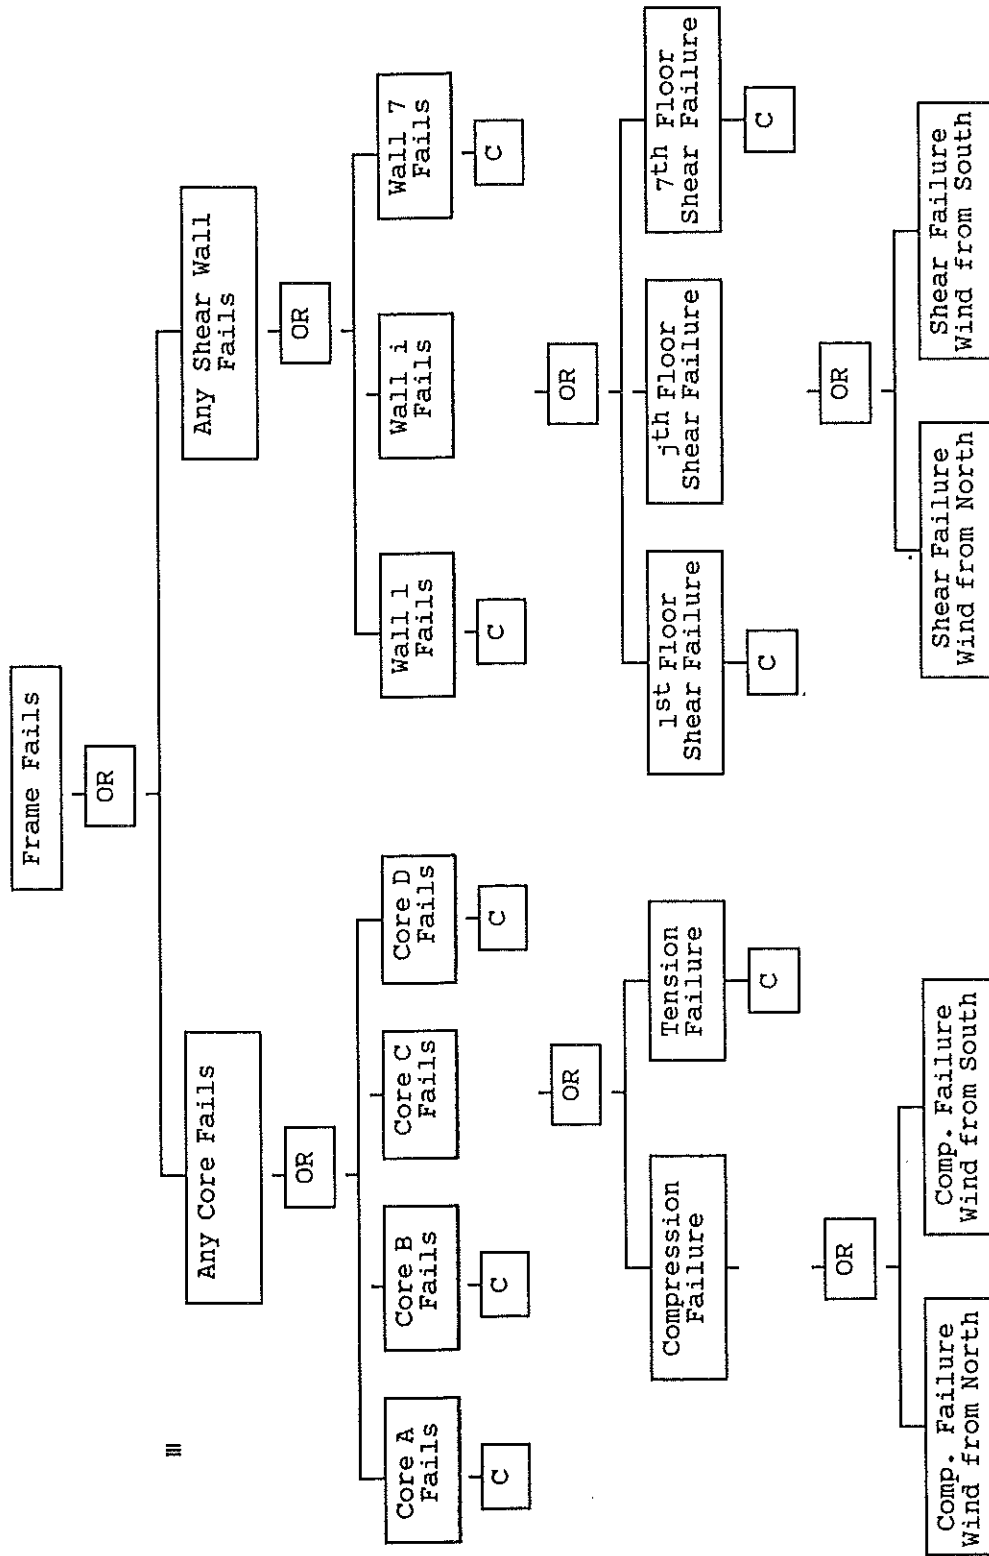 Frame Fails
OR
Any Core Fails
Any Shear Wall
Fails
OR
OR
Core A
Fails
Core B
Fails
Core C
Fails
Core D
Fails
Wall 1
Fails
Wall i
Fails
Wall 7
Fails
C
C
C
C
C
OR
OR
Compression
Failure
Tension
Failure
1st Floor
Shear Failure
jth Floor
Shear Failure
7th Floor
Shear Failure
C
C
C
OR
OR
Comp. Failure
Wind from North
Comp. Failure
Wind from South
Shear Failure
Wind from North
Shear Failure
Wind from South